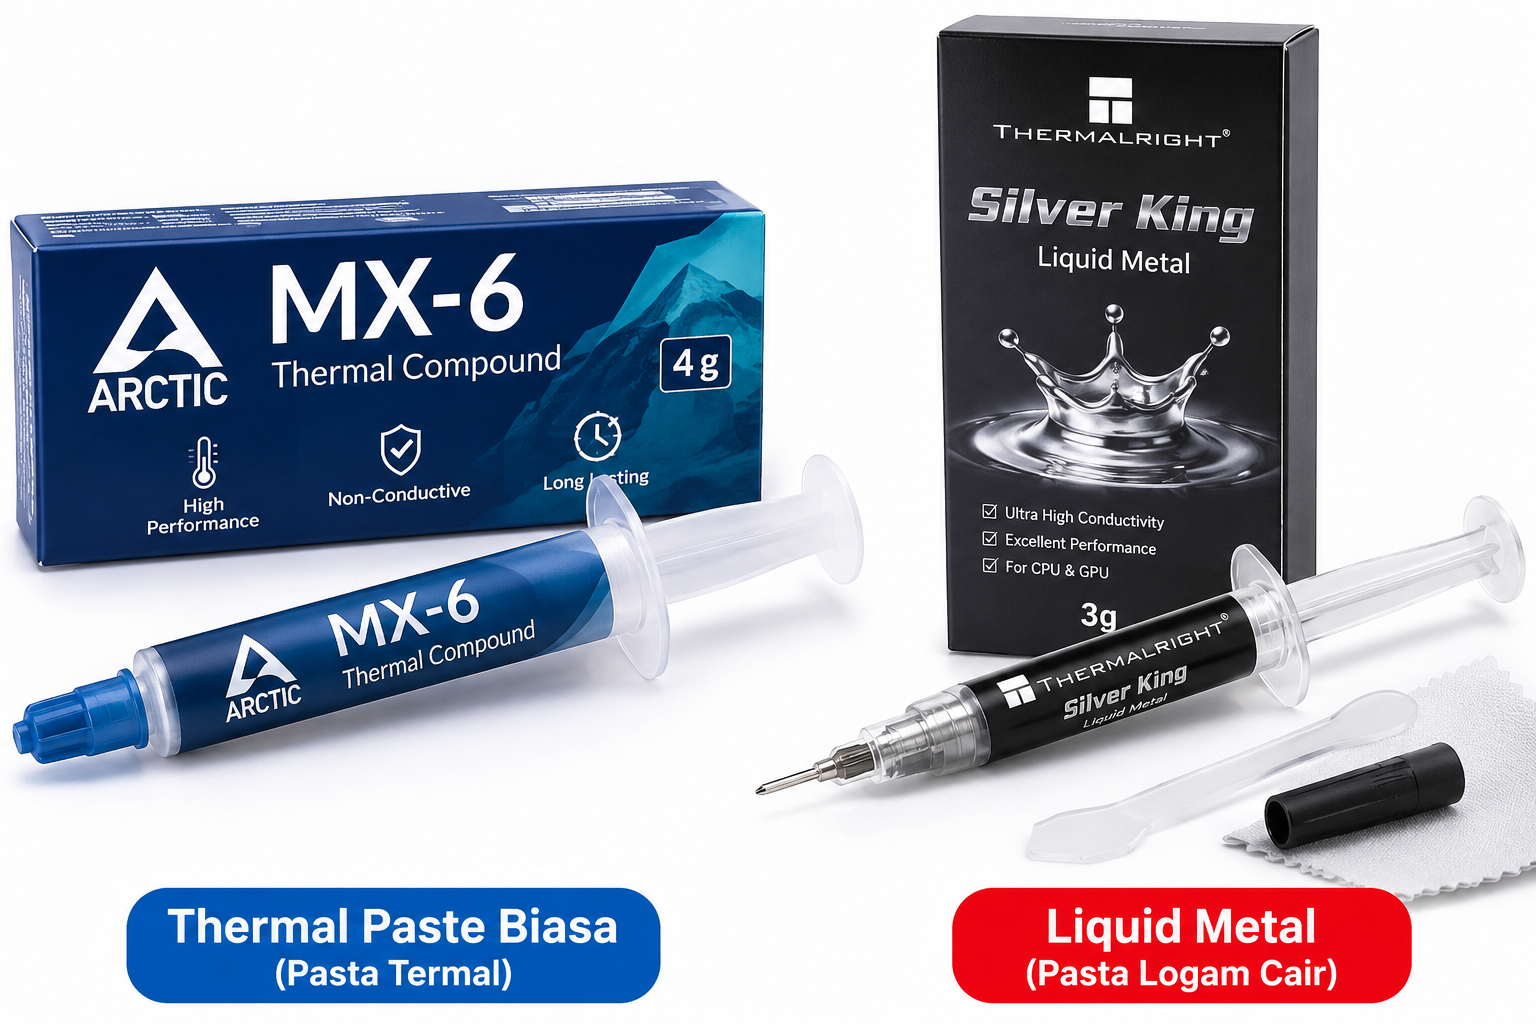 ARCTIC
MX-6
Thermal Compound
4 g
High
Performance
Non-Conductive
Long
ARCTIC
MX-6
Thermal Compound
THERMALRIGHT®
Silver King
Liquid Metal
Ultra High Conductivity
Excellent Performance
For CPU & GPU
3g
THERMALRIGHT®
Silver King
Liquid Metal
Thermal Paste Biasa
(Pasta Termal)
Liquid Metal
(Pasta Logam Cair)